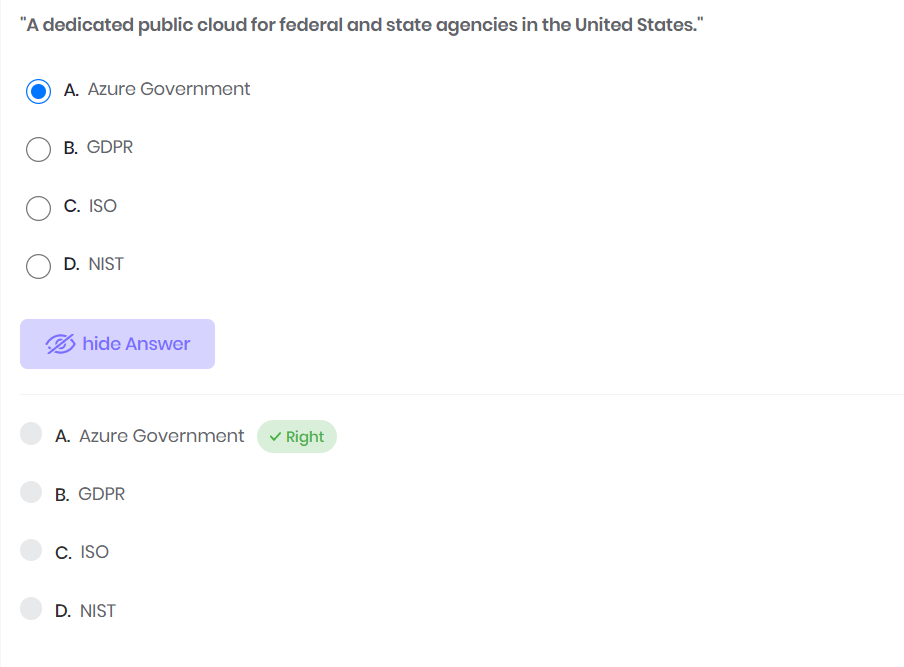 "A dedicated public cloud for federal and state agencies in the United States."
A. Azure Government
B. GDPR
C. ISO
D. NIST
hide Answer
A. Azure Government Right
B. GDPR
C. ISO
D. NIST